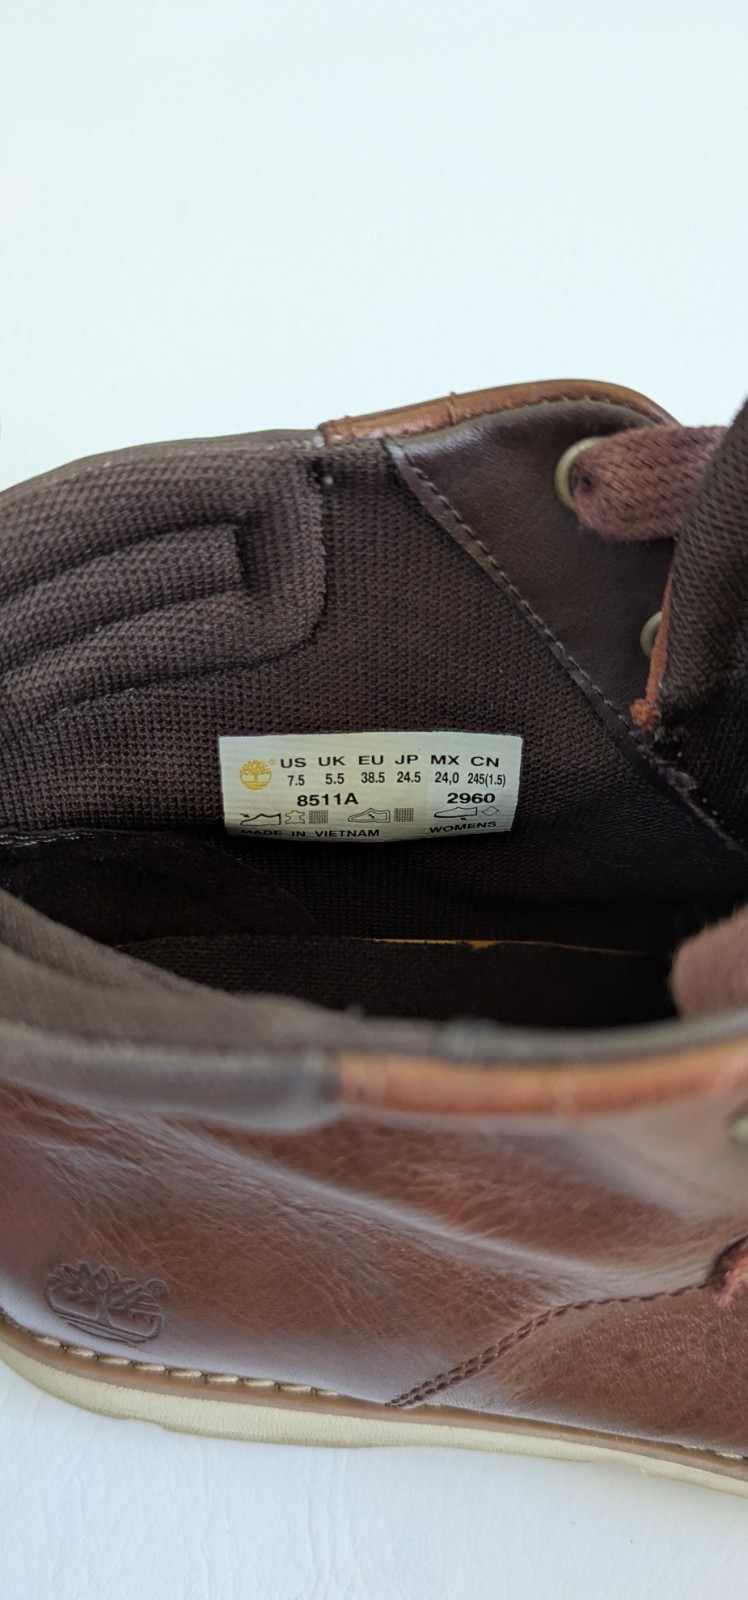 ® US UK EU JP MX CN
7.5 5.5 38.5 24.5 24,0 245(1.5)
8511A 2960
MADE IN VIETNAM WOMENS
®